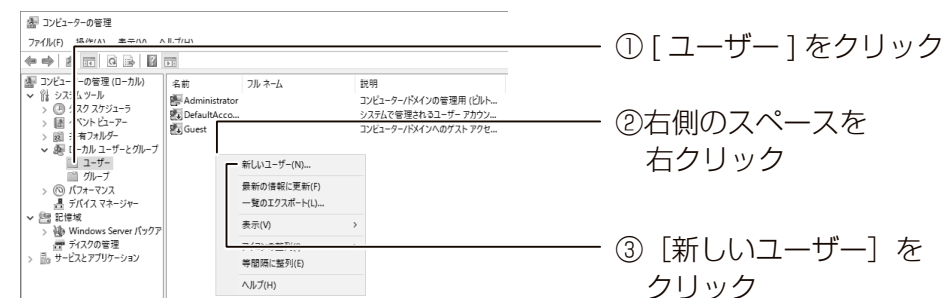 コンピューターの管理
ファイル(F) 操作(A) 表示(V) ヘルプ(H)
コンピューターの管理 (ローカル)
システム ツール
タスク スケジューラ
イベント ビューアー
共有フォルダー
ローカル ユーザーとグループ
ユーザー
グループ
パフォーマンス
デバイス マネージャー
記憶域
Windows Server バックア
ディスクの管理
サービスとアプリケーション
名前 フル ネーム 説明
Administrator コンピューター/ドメインの管理用 (ビルト...
DefaultAcco... システムで管理されるユーザー アカウン...
Guest コンピューター/ドメインへのゲスト アクセ...
新しいユーザー(N)...
最新の情報に更新(F)
一覧のエクスポート(L)...
表示(V)
等間隔に整列(E)
ヘルプ(H)
①[ ユーザー ] をクリック
②右側のスペースを
右クリック
③［新しいユーザー］を
クリック